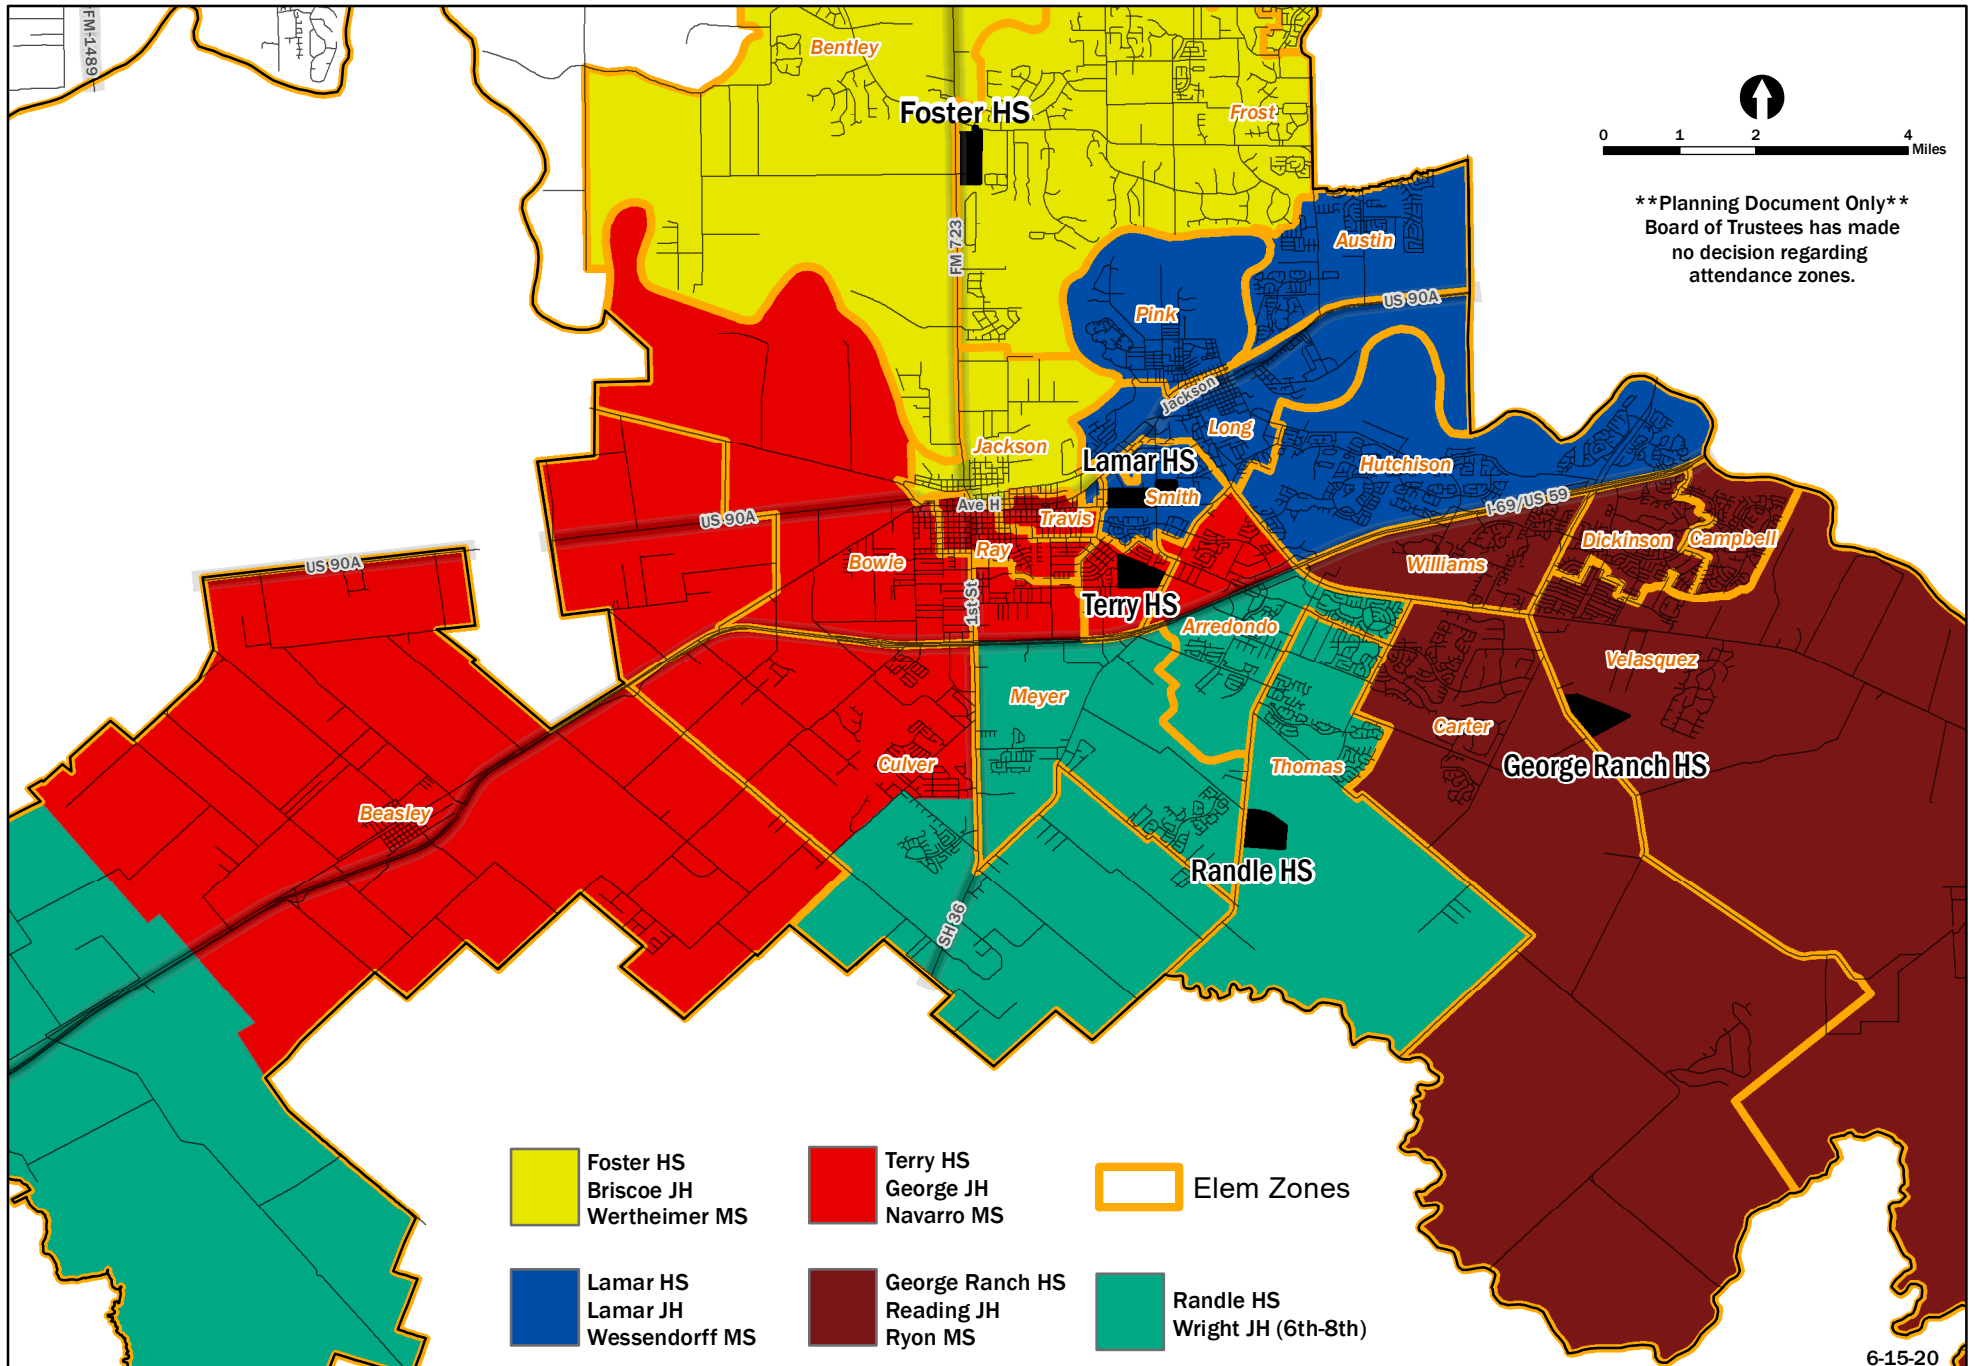 FM-1489
Bentley
Foster HS
Frost
0 1 2 4
Miles
**Planning Document Only**
Board of Trustees has made
no decision regarding
attendance zones.
FM 723
Austin
US 90A
Pink
Jackson
Long
Jackson
Lamar HS
Hutchison
Smith
I-69/US 59
Ave H
Travis
US 90A
Ray
Bowie
US 90A
Dickinson
Campbell
Williams
1st St
Terry HS
Arredondo
Velasquez
Meyer
Carter
Culver
Thomas
George Ranch HS
Beasley
Randle HS
SH 36
Foster HS
Briscoe JH
Wertheimer MS
Terry HS
George JH
Navarro MS
Elem Zones
Lamar HS
Lamar JH
Wessendorff MS
George Ranch HS
Reading JH
Ryon MS
Randle HS
Wright JH (6th-8th)
6-15-20